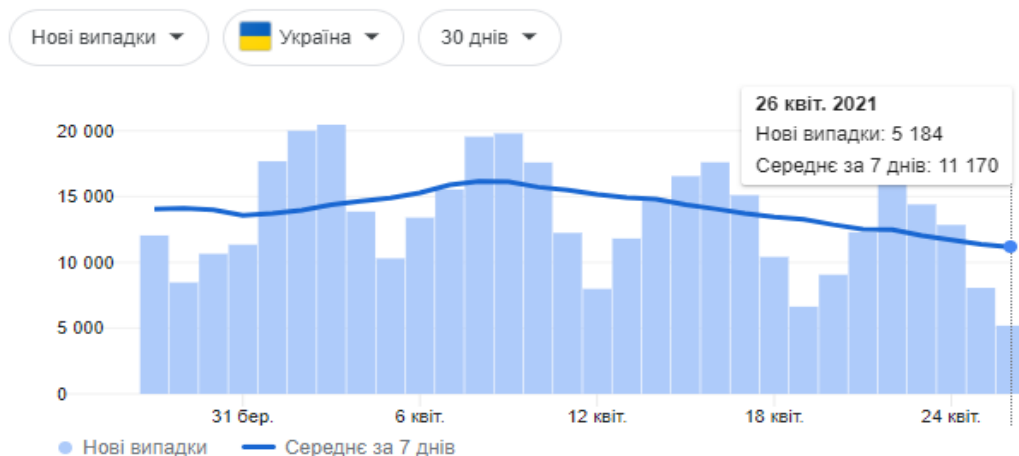 Нові випадки
Україна
30 днів
26 квіт. 2021
Нові випадки: 5 184
Середнє за 7 днів: 11 170
20 000
15 000
10 000
5 000
0
31 бер.
6 квіт.
12 квіт.
18 квіт.
24 квіт.
Нові випадки
Середнє за 7 днів